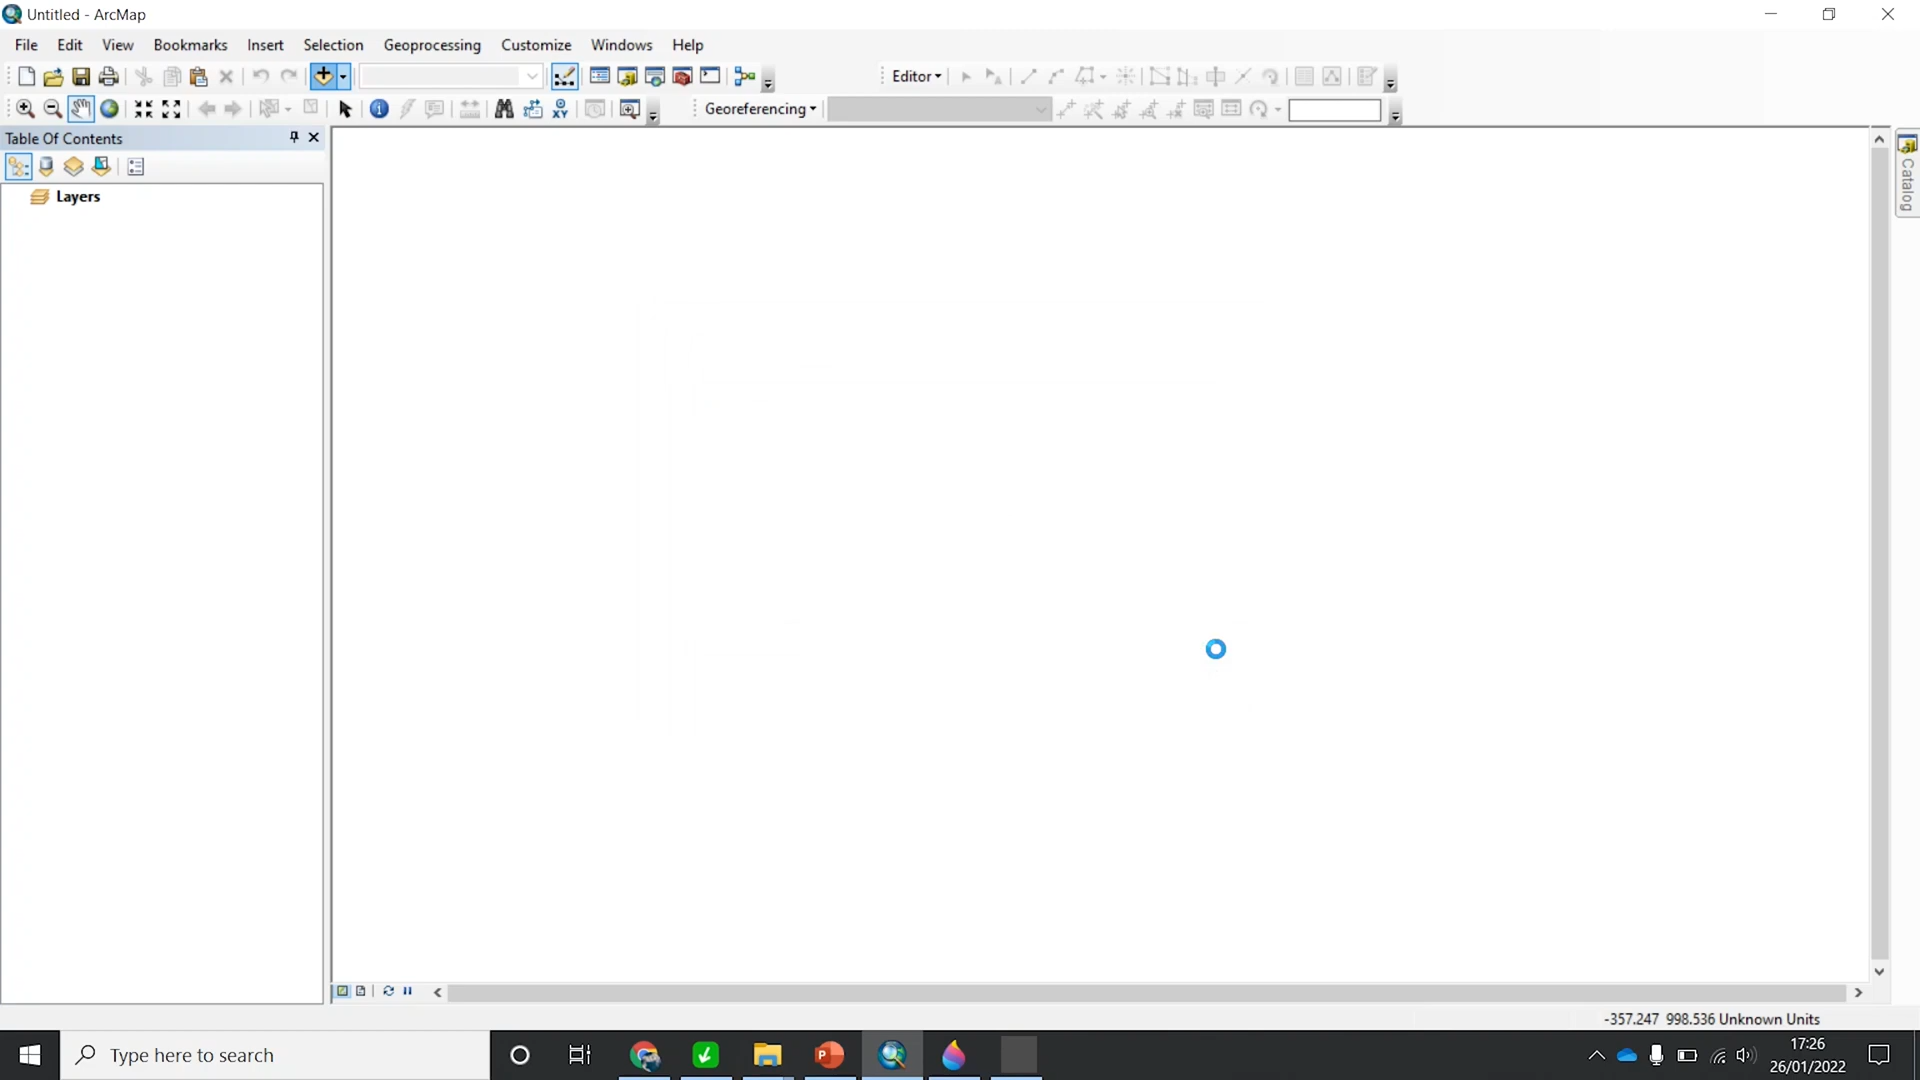 Untitled - ArcMap
File Edit View Bookmarks Insert Selection Geoprocessing Customize Windows Help
Editor
Georeferencing
Table Of Contents
Layers
Catalog
-357.247 998.536 Unknown Units
Type here to search
17:26
26/01/2022